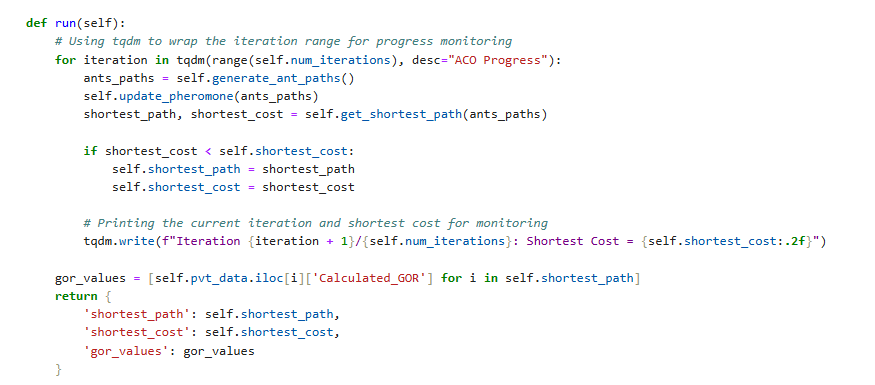 def run(self):
    # Using tqdm to wrap the iteration range for progress monitoring
    for iteration in tqdm(range(self.num_iterations), desc="ACO Progress"):
        ants_paths = self.generate_ant_paths()
        self.update_pheromone(ants_paths)
        shortest_path, shortest_cost = self.get_shortest_path(ants_paths)

        if shortest_cost < self.shortest_cost:
            self.shortest_path = shortest_path
            self.shortest_cost = shortest_cost

        # Printing the current iteration and shortest cost for monitoring
        tqdm.write(f"Iteration {iteration + 1}/{self.num_iterations}: Shortest Cost = {self.shortest_cost:.2f}")

    gor_values = [self.pvt_data.iloc[i]['Calculated_GOR'] for i in self.shortest_path]
    return {
        'shortest_path': self.shortest_path,
        'shortest_cost': self.shortest_cost,
        'gor_values': gor_values
    }